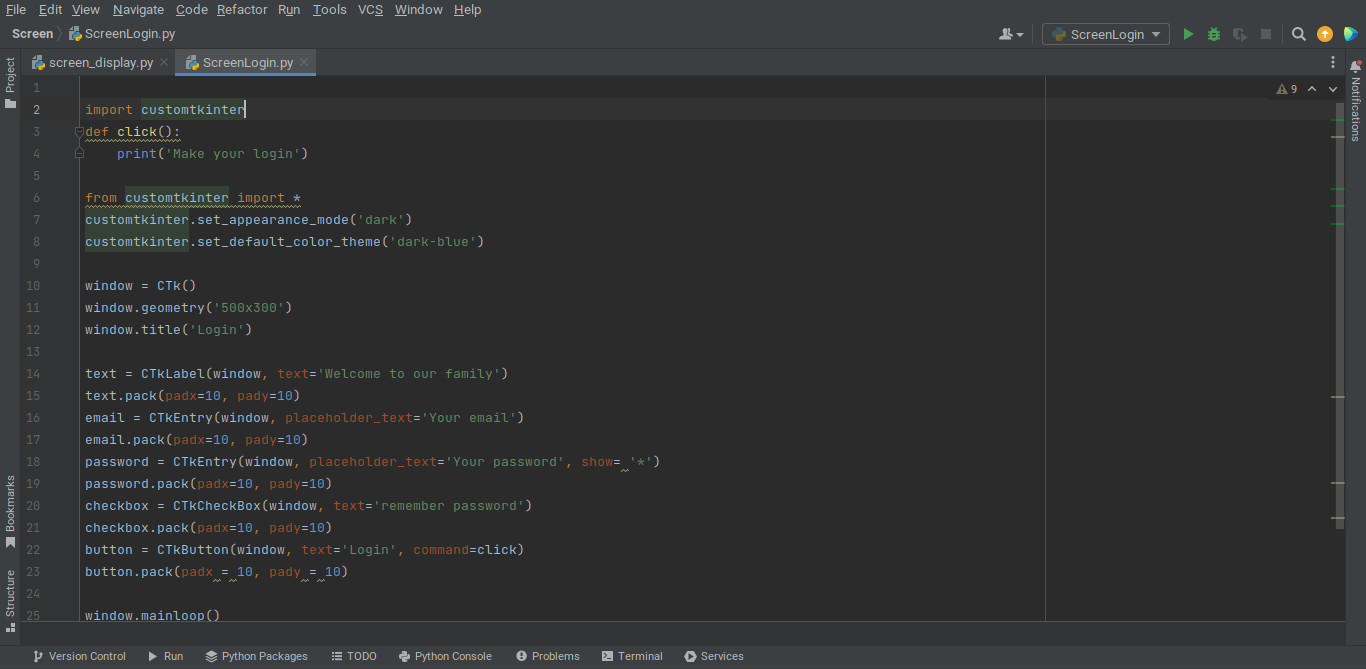 File Edit View Navigate Code Refactor Run Tools VCS Window Help
Screen ScreenLogin.py ScreenLogin
Project
screen_display.py ScreenLogin.py
Notifications
1
9
2 import customtkinter
3 def click():
4 print('Make your login')
5
6 from customtkinter import *
7 customtkinter.set_appearance_mode('dark')
8 customtkinter.set_default_color_theme('dark-blue')
9
10 window = CTk()
11 window.geometry('500x300')
12 window.title('Login')
13
14 text = CTkLabel(window, text='Welcome to our family')
15 text.pack(padx=10, pady=10)
16 email = CTkEntry(window, placeholder_text='Your email')
17 email.pack(padx=10, pady=10)
18 password = CTkEntry(window, placeholder_text='Your password', show= '*')
19 password.pack(padx=10, pady=10)
20 checkbox = CTkCheckBox(window, text='remember password')
21 checkbox.pack(padx=10, pady=10)
22 button = CTkButton(window, text='Login', command=click)
23 button.pack(padx = 10, pady = 10)
24
25 window.mainloop()
Bookmarks
Structure
Version Control Run Python Packages TODO Python Console Problems Terminal Services